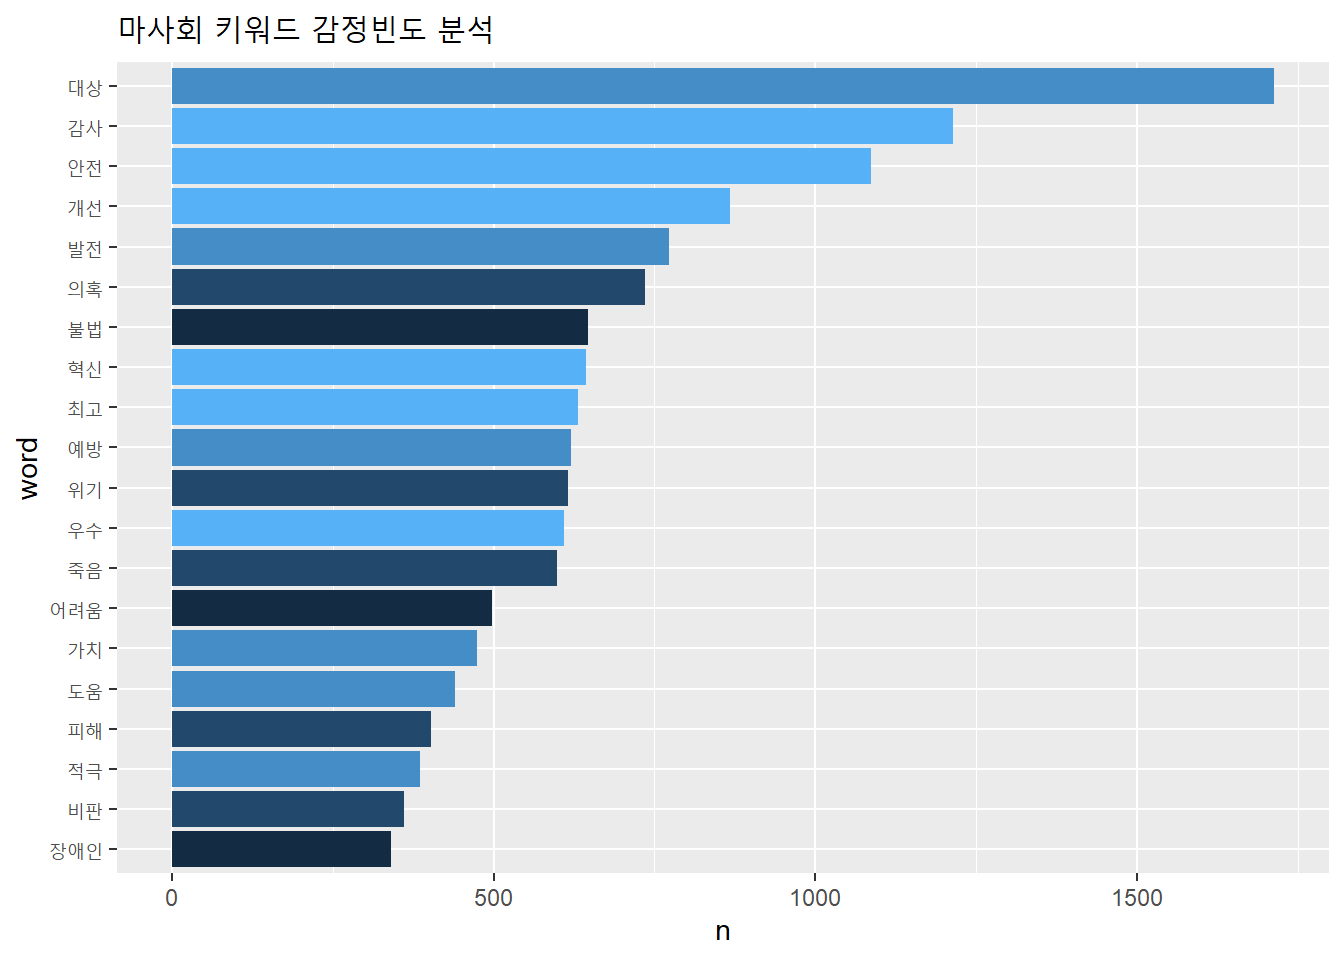 마사회 키워드 감정빈도 분석
대상
감사
안전
개선
발전
의혹
불법
혁신
최고
예방
위기
우수
죽음
어려움
가치
도움
피해
적극
비판
장애인
word
0 500 1000 1500
n